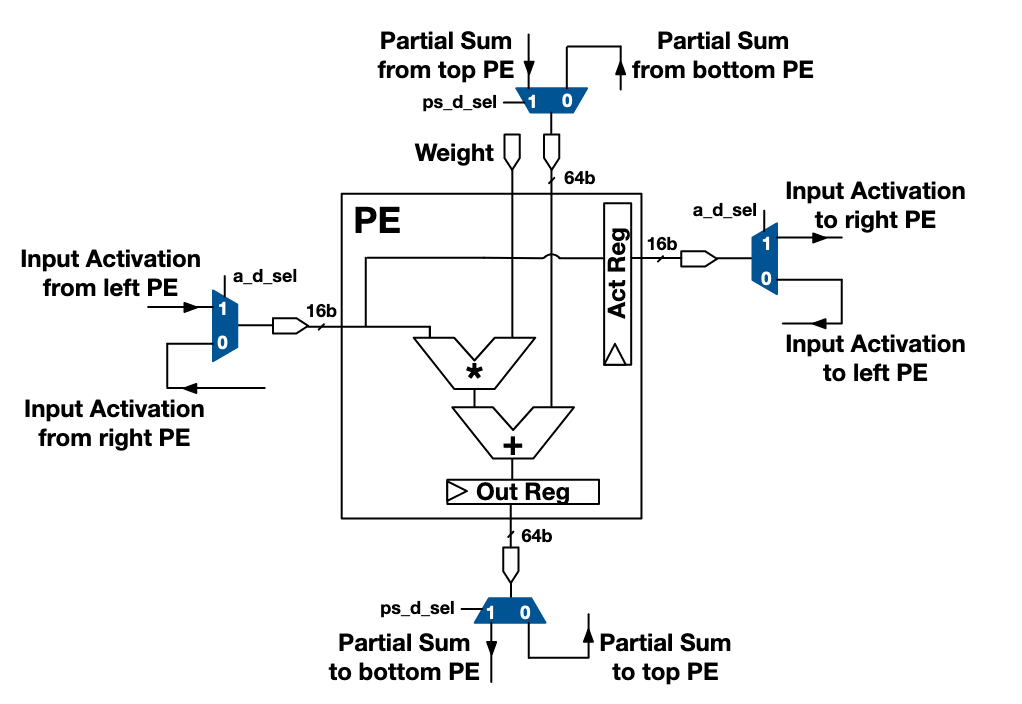 Partial Sum
from top PE
Partial Sum
from bottom PE
ps_d_sel
1 0
Weight
64b
PE
Act Reg
a_d_sel
Input Activation
to right PE
16b
1
0
Input Activation
to left PE
Input Activation
from left PE
a_d_sel
1
0
16b
Input Activation
from right PE
*
+
Out Reg
64b
ps_d_sel
1 0
Partial Sum
to bottom PE
Partial Sum
to top PE